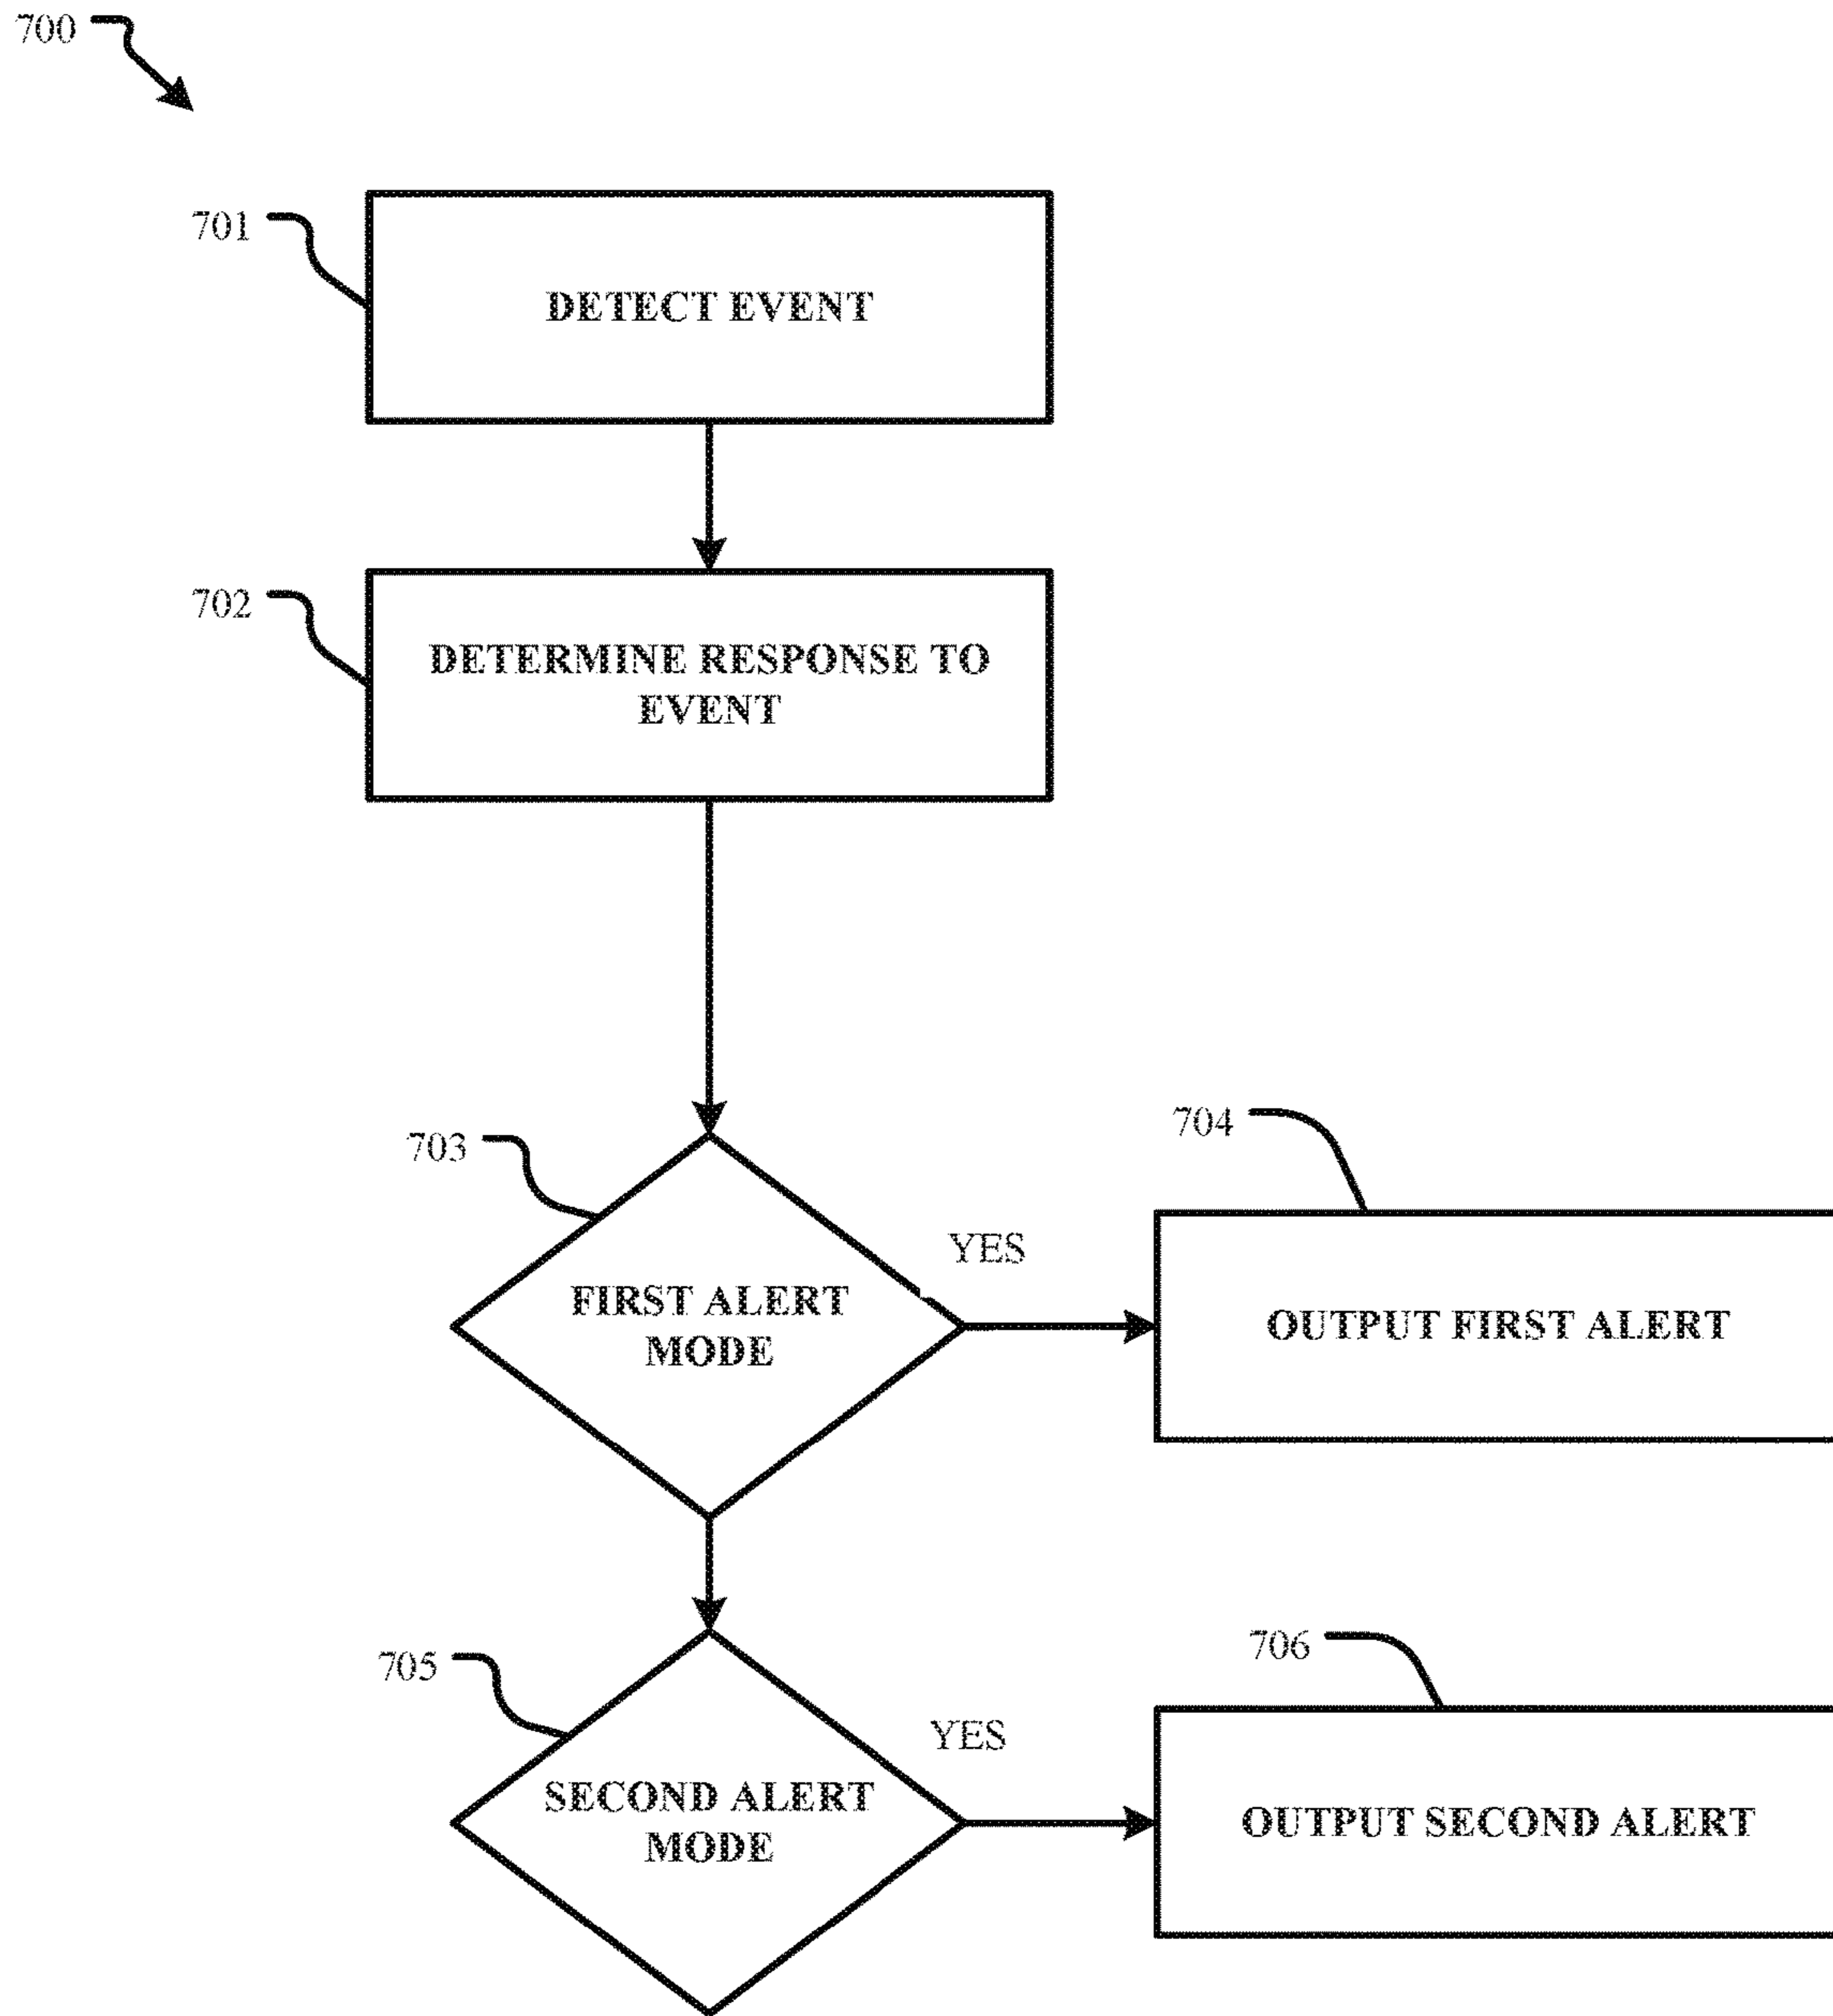 700
701
DETECT EVENT
702
DETERMINE RESPONSE TO
EVENT
703
FIRST ALERT
MODE
YES
704
OUTPUT FIRST ALERT
705
SECOND ALERT
MODE
YES
706
OUTPUT SECOND ALERT